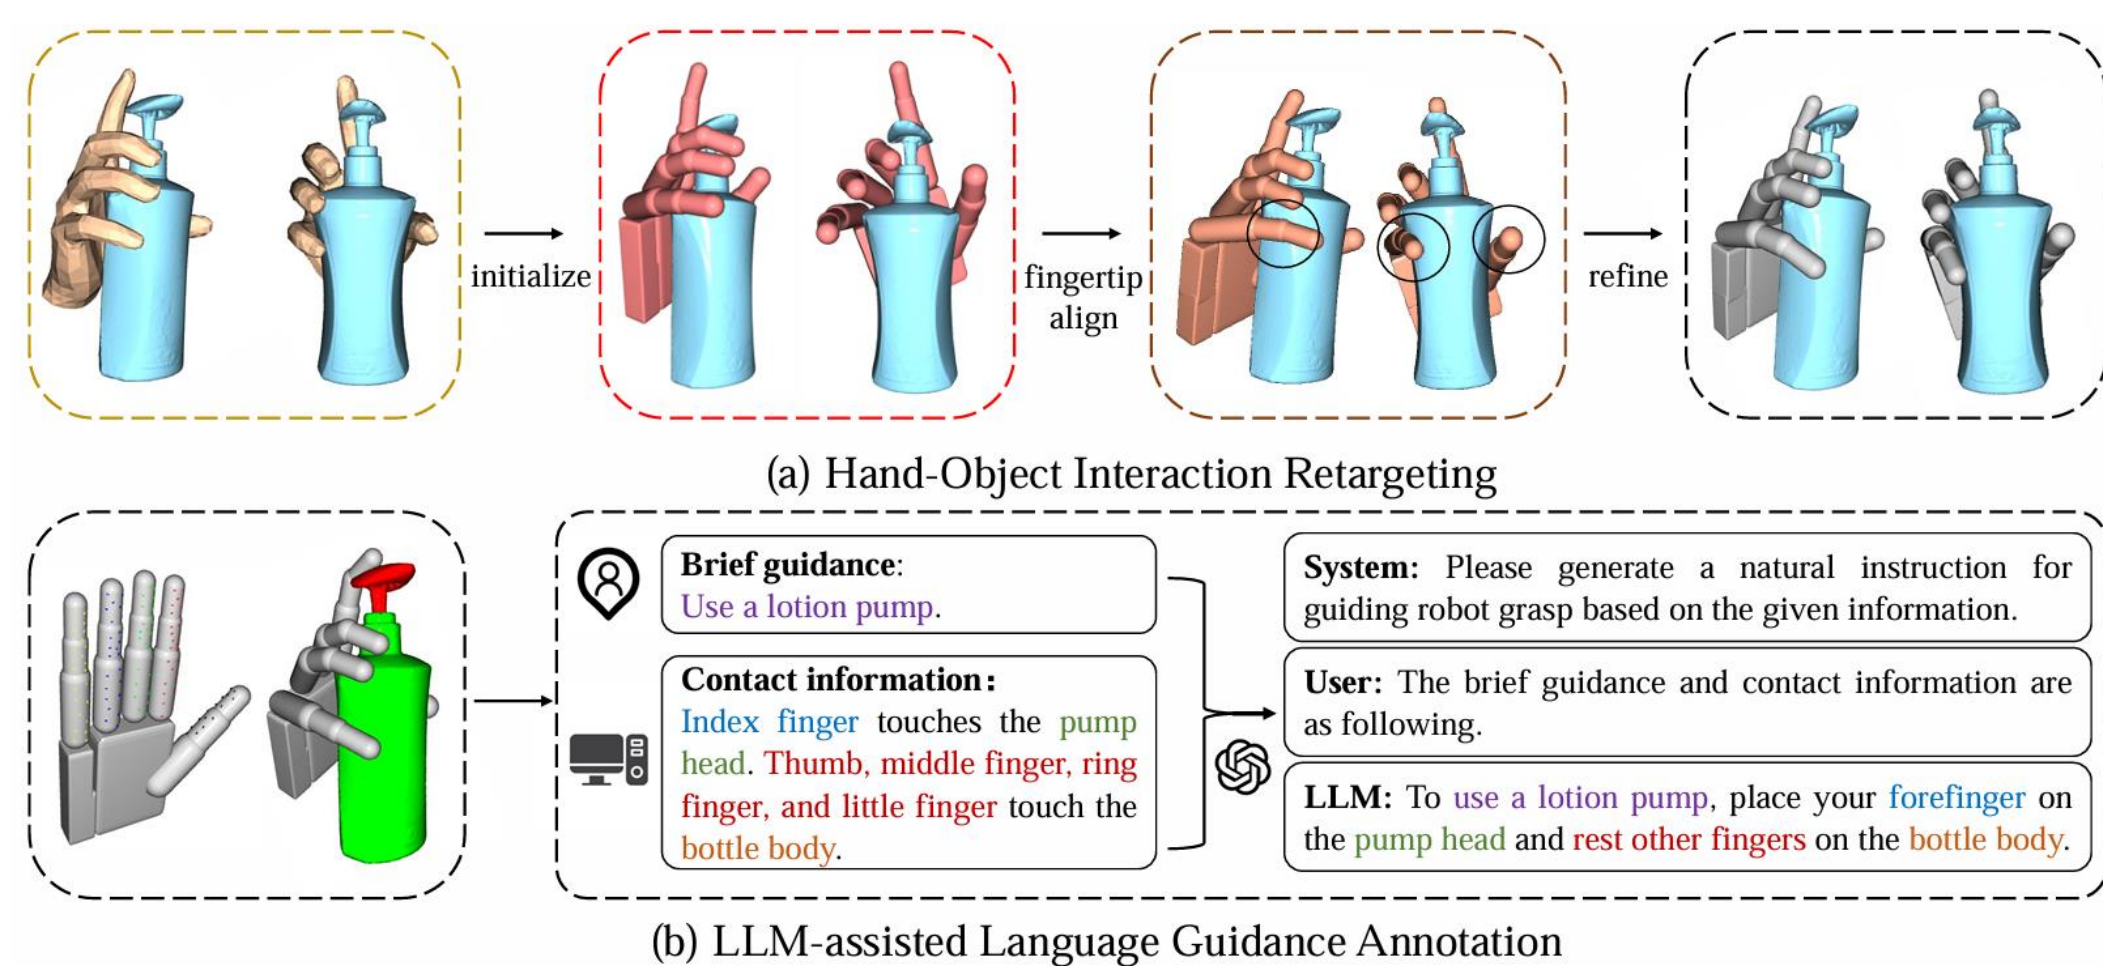 initialize
fingertip
align
refine
(a) Hand-Object Interaction Retargeting
Brief guidance:
Use a lotion pump.
Contact information:
Index finger touches the pump
head. Thumb, middle finger, ring
finger, and little finger touch the
bottle body.
System: Please generate a natural instruction for
guiding robot grasp based on the given information.
User: The brief guidance and contact information are
as following.
LLM: To use a lotion pump, place your forefinger on
the pump head and rest other fingers on the bottle body.
(b) LLM-assisted Language Guidance Annotation